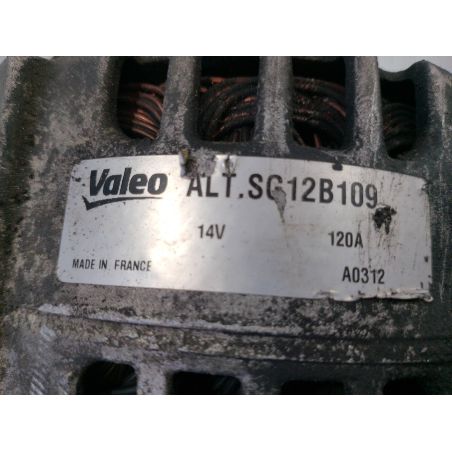 Valeo ALT.SG12B109
14V 120A
MADE IN FRANCE A0312